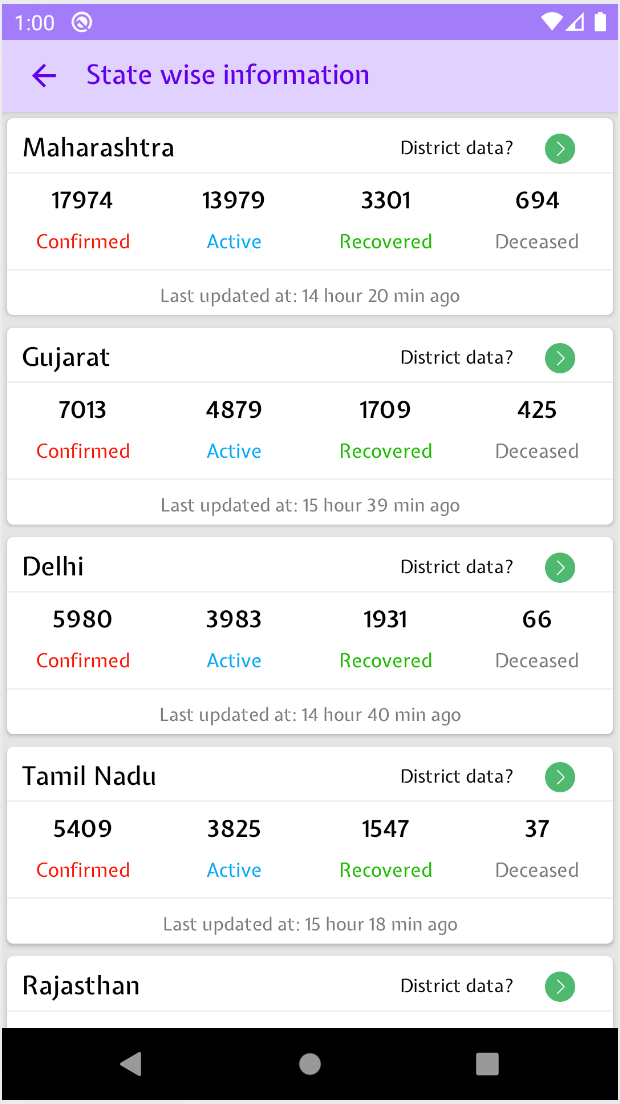 1:00
State wise information
Maharashtra District data?
17974 13979 3301 694
Confirmed Active Recovered Deceased
Last updated at: 14 hour 20 min ago
Gujarat District data?
7013 4879 1709 425
Confirmed Active Recovered Deceased
Last updated at: 15 hour 39 min ago
Delhi District data?
5980 3983 1931 66
Confirmed Active Recovered Deceased
Last updated at: 14 hour 40 min ago
Tamil Nadu District data?
5409 3825 1547 37
Confirmed Active Recovered Deceased
Last updated at: 15 hour 18 min ago
Rajasthan District data?